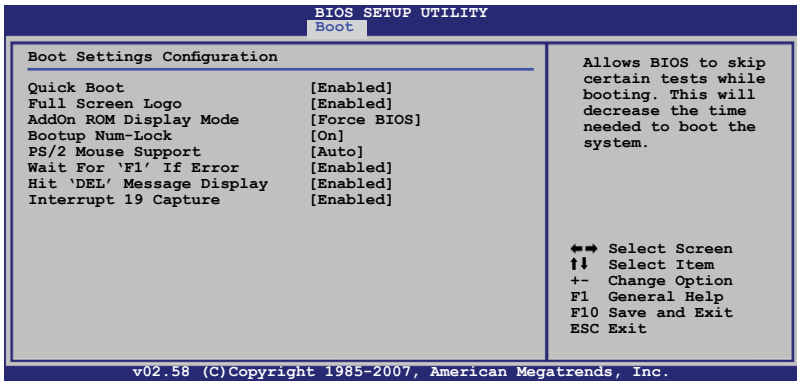 BIOS SETUP UTILITY
Boot
Boot Settings Configuration
Quick Boot [Enabled]
Full Screen Logo [Enabled]
AddOn ROM Display Mode [Force BIOS]
Bootup Num-Lock [On]
PS/2 Mouse Support [Auto]
Wait For ‘F1’ If Error [Enabled]
Hit ‘DEL’ Message Display [Enabled]
Interrupt 19 Capture [Enabled]
Allows BIOS to skip
certain tests while
booting. This will
decrease the time
needed to boot the
system.
←→ Select Screen
↑↓ Select Item
+- Change Option
F1 General Help
F10 Save and Exit
ESC Exit
v02.58 (C)Copyright 1985-2007, American Megatrends, Inc.